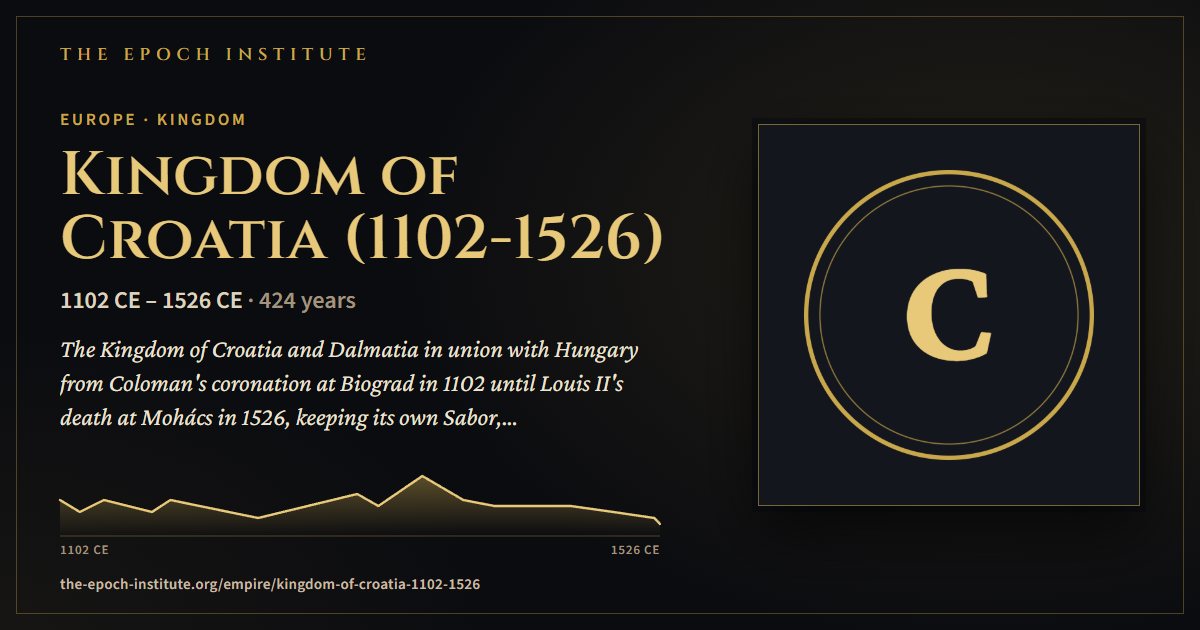 THE EPOCH INSTITUTE
EUROPE · KINGDOM
KINGDOM OF
CROATIA (1102-1526)
1102 CE – 1526 CE · 424 years
The Kingdom of Croatia and Dalmatia in union with Hungary
from Coloman's coronation at Biograd in 1102 until Louis II's
death at Mohács in 1526, keeping its own Sabor,...
C
1102 CE
1526 CE
the-epoch-institute.org/empire/kingdom-of-croatia-1102-1526